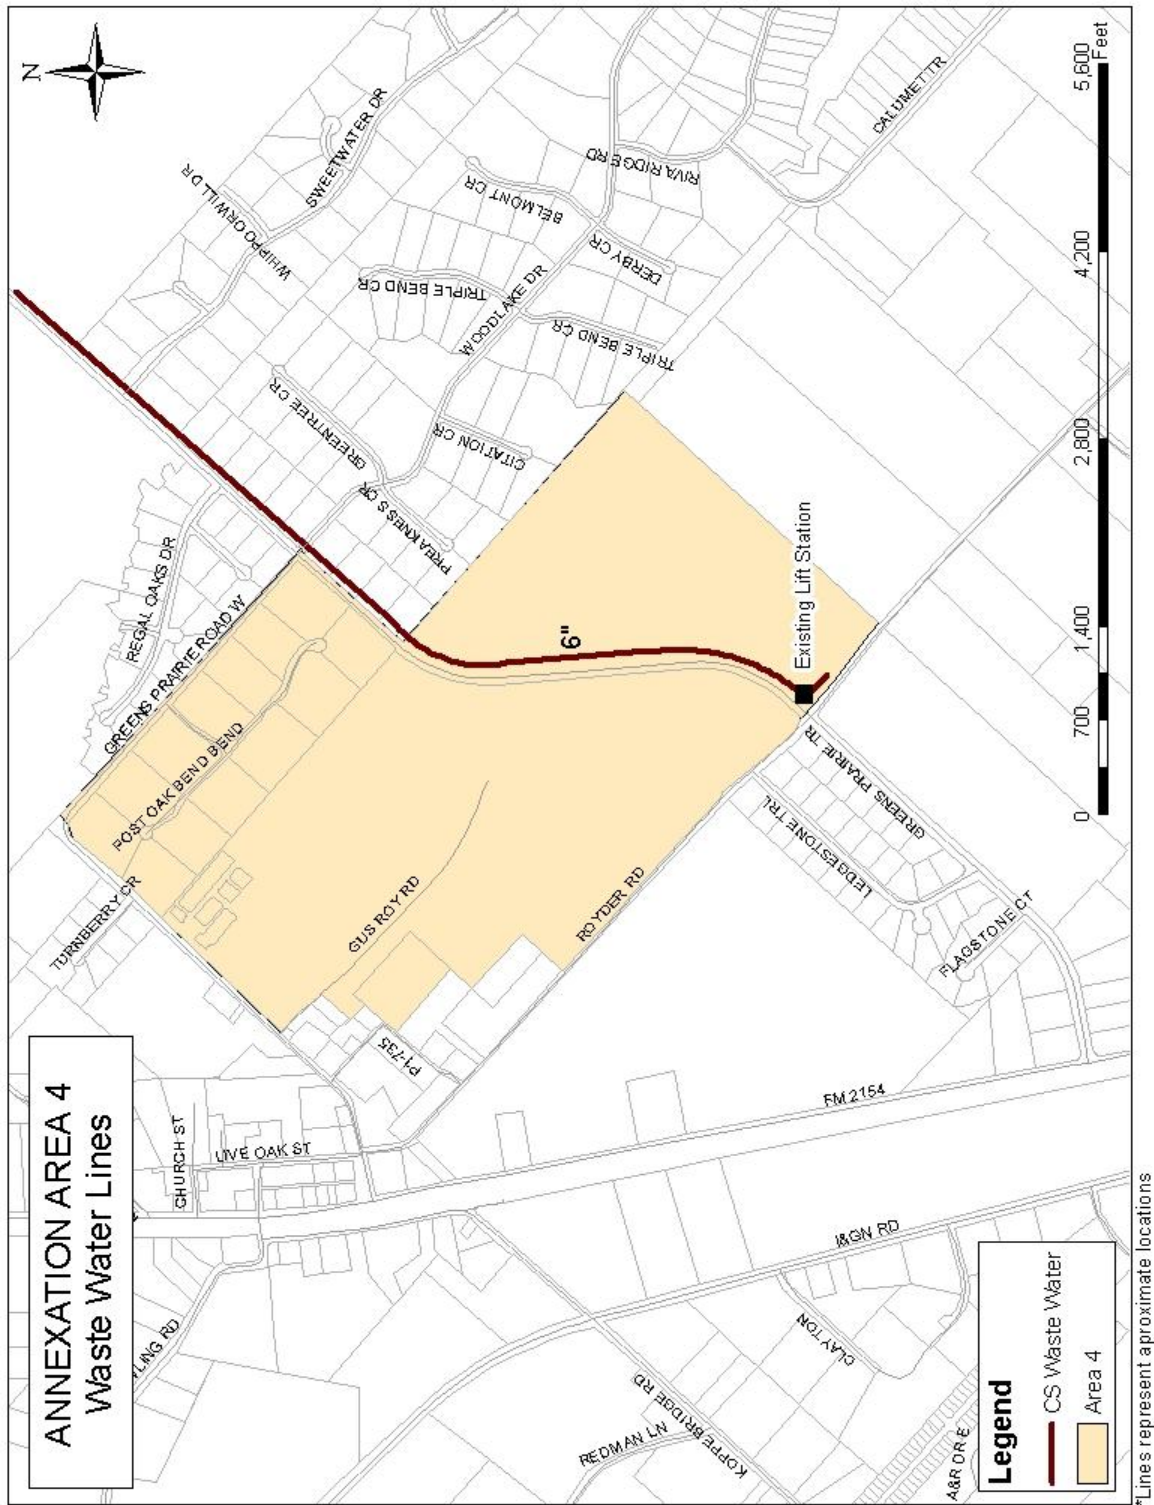 ANNEXATION AREA 4
Waste Water Lines
N
SWEETWATER DR
WHIPPOORWILL DR
CALUMET TR
RIVA RIDGE RD
BELMONT CR
DERBY CR
TRIPLE BEND CR
WOODLAKE DR
TRIPLE BEND CR
GREENTREE CR
CITATION CR
PREAKNESS CR
REGAL OAKS DR
GREENS PRAIRIE ROAD W
POST OAK BEND BEND
TURNBERRY CR
GUS ROY RD
6"
Existing Lift Station
ROYDER RD
GREENS PRAIRIE TR
LEDGESTONE TRL
FLAGSTONE CT
P1-735
CHURCH ST
LIVE OAK ST
FM 2154
I&GN RD
CLAYTON
KOPPE BRIDGE RD
REDMAN LN
A&R DR E
LING RD
0 700 1,400 2,800 4,200 5,600
Feet
Legend
CS Waste Water
Area 4
*Lines represent aproximate locations